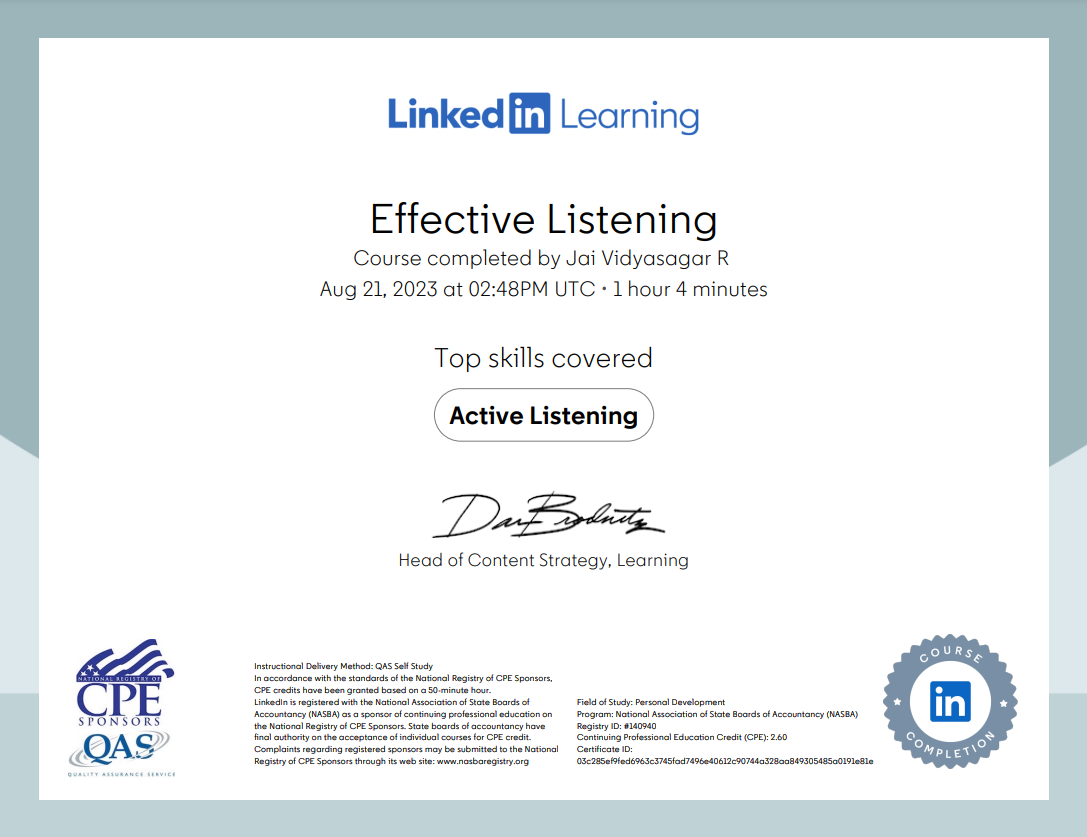 LinkedIn Learning
Effective Listening
Course completed by Jai Vidyasagar R
Aug 21, 2023 at 02:48PM UTC • 1 hour 4 minutes
Top skills covered
Active Listening
Dan Brodnitz
Head of Content Strategy, Learning
NATIONAL REGISTRY OF
CPE
SPONSORS
QAS
QUALITY ASSURANCE SERVICE
Instructional Delivery Method: QAS Self Study
In accordance with the standards of the National Registry of CPE Sponsors,
CPE credits have been granted based on a 50-minute hour.
LinkedIn is registered with the National Association of State Boards of
Accountancy (NASBA) as a sponsor of continuing professional education on
the National Registry of CPE Sponsors. State boards of accountancy have
final authority on the acceptance of individual courses for CPE credit.
Complaints regarding registered sponsors may be submitted to the National
Registry of CPE Sponsors through its web site: www.nasbaregistry.org
Field of Study: Personal Development
Program: National Association of State Boards of Accountancy (NASBA)
Registry ID: #140940
Continuing Professional Education Credit (CPE): 2.60
Certificate ID:
03c285ef9fed6963c3745fad7496e40612c90744a328aa849305485a0191e81e
COURSE
in
COMPLETION